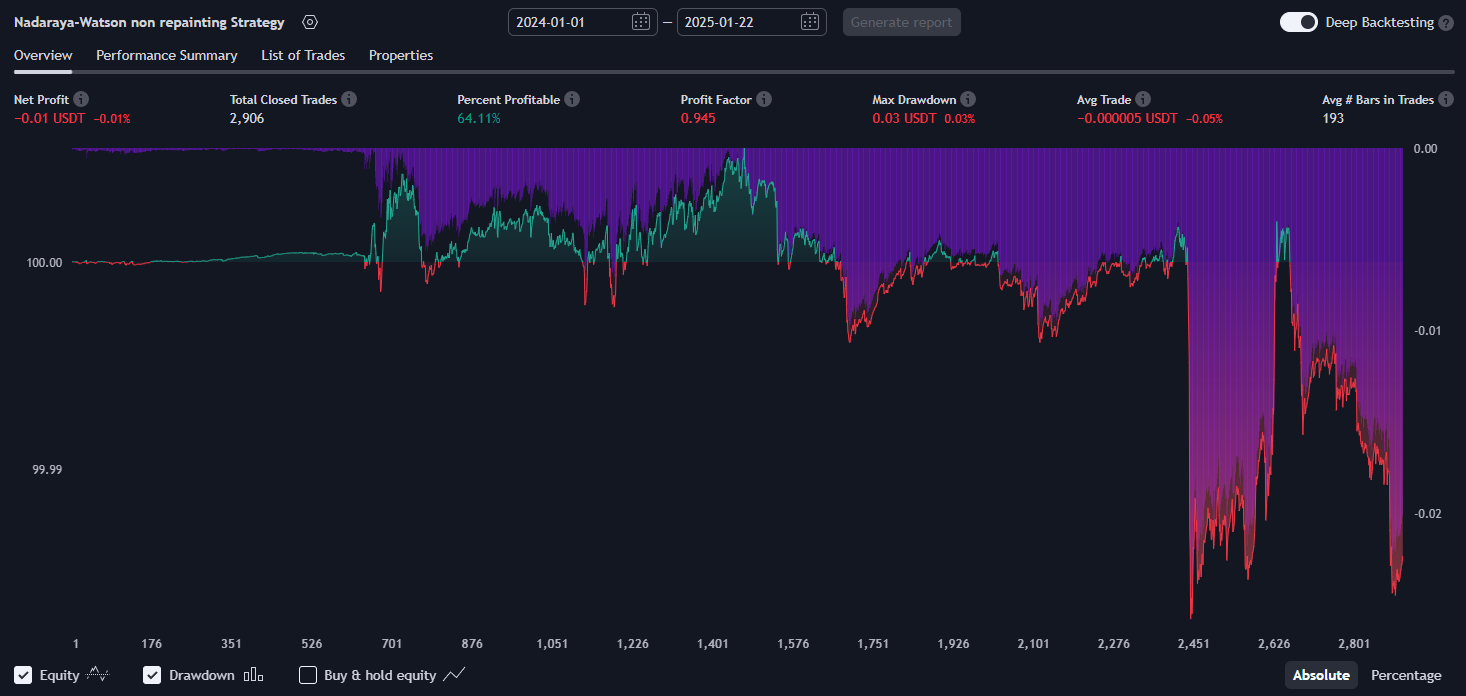 Nadaraya-Watson non repainting Strategy 2024-01-01 — 2025-01-22 Generate report Deep Backtesting ?
Overview Performance Summary List of Trades Properties
Net Profit Total Closed Trades Percent Profitable Profit Factor Max Drawdown Avg Trade Avg # Bars in Trades
−0.01 USDT −0.01% 2,906 64.11% 0.945 0.03 USDT 0.03% −0.000005 USDT −0.05% 193
0.00
100.00
-0.01
99.99
-0.02
1 176 351 526 701 876 1,051 1,226 1,401 1,576 1,751 1,926 2,101 2,276 2,451 2,626 2,801
Equity Drawdown Buy & hold equity Absolute Percentage